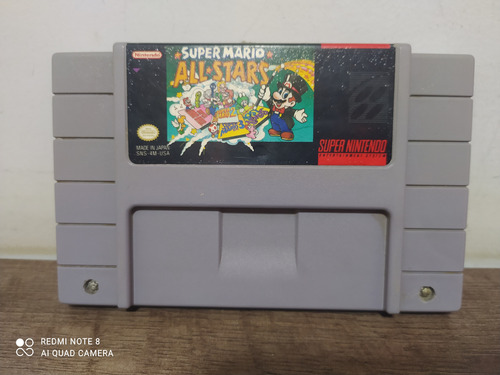 Nintendo
SUPER MARIO
ALL·STARS
MADE IN JAPAN
SNS-4M-USA
SUPER NINTENDO
ENTERTAINMENT SYSTEM
REDMI NOTE 8
AI QUAD CAMERA